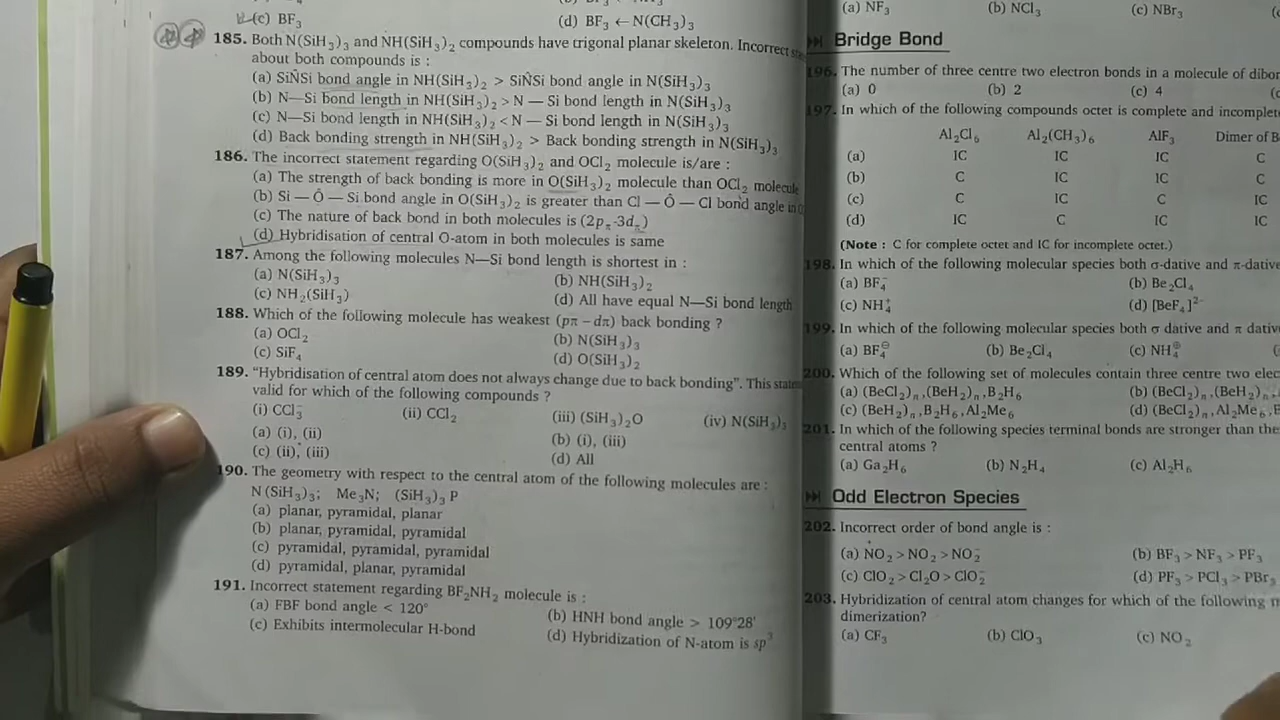 (c) BF₃
(d) BF₃ ← N(CH₃)₃
185. Both N(SiH₃)₃ and NH(SiH₃)₂ compounds have trigonal planar skeleton. Incorrect
about both compounds is :
(a) SiN̂Si bond angle in NH(SiH₃)₂ > SiN̂Si bond angle in N(SiH₃)₃
(b) N—Si bond length in NH(SiH₃)₂ > N — Si bond length in N(SiH₃)₃
(c) N—Si bond length in NH(SiH₃)₂ < N — Si bond length in N(SiH₃)₃
(d) Back bonding strength in NH(SiH₃)₂ > Back bonding strength in N(SiH₃)₃
186. The incorrect statement regarding O(SiH₃)₂ and OCl₂ molecule is/are :
(a) The strength of back bonding is more in O(SiH₃)₂ molecule than OCl₂ molecule
(b) Si — Ô — Si bond angle in O(SiH₃)₂ is greater than Cl — Ô — Cl bond angle in
(c) The nature of back bond in both molecules is (2pπ-3dπ)
(d) Hybridisation of central O-atom in both molecules is same
187. Among the following molecules N—Si bond length is shortest in :
(a) N(SiH₃)₃
(b) NH(SiH₃)₂
(c) NH₂(SiH₃)
(d) All have equal N—Si bond length
188. Which of the following molecule has weakest (pπ – dπ) back bonding ?
(a) OCl₂
(b) N(SiH₃)₃
(c) SiF₄
(d) O(SiH₃)₂
189. "Hybridisation of central atom does not always change due to back bonding". This
valid for which of the following compounds ?
(i) CCl₃⁻ (ii) CCl₂ (iii) (SiH₃)₂O (iv) N(SiH₃)₃
(a) (i), (ii)
(b) (i), (iii)
(c) (ii), (iii)
(d) All
190. The geometry with respect to the central atom of the following molecules are :
N(SiH₃)₃; Me₃N; (SiH₃)₃P
(a) planar, pyramidal, planar
(b) planar, pyramidal, pyramidal
(c) pyramidal, pyramidal, pyramidal
(d) pyramidal, planar, pyramidal
191. Incorrect statement regarding BF₂NH₂ molecule is :
(a) FBF bond angle < 120°
(b) HNH bond angle > 109°28'
(c) Exhibits intermolecular H-bond
(d) Hybridization of N-atom is sp³
(a) NF₃ (b) NCl₃ (c) NBr₃
Bridge Bond
196. The number of three centre two electron bonds in a molecule of
(a) 0 (b) 2 (c) 4
197. In which of the following compounds octet is complete and
Al₂Cl₆ Al₂(CH₃)₆ AlF₃ Dimer of
(a) IC IC IC C
(b) C IC IC C
(c) C IC C IC
(d) IC C IC IC
(Note : C for complete octet and IC for incomplete octet.)
198. In which of the following molecular species both σ-dative and
(a) BF₄⁻ (b) Be₂Cl₄
(c) NH₄⁺ (d) [BeF₄]²⁻
199. In which of the following molecular species both σ dative and π
(a) BF₄⊖ (b) Be₂Cl₄ (c) NH₄⊕
200. Which of the following set of molecules contain three centre two
(a) (BeCl₂)ₙ, (BeH₂)ₙ, B₂H₆ (b) (BeCl₂)ₙ, (BeH₂)ₙ,
(c) (BeH₂)ₙ, B₂H₆, Al₂Me₆ (d) (BeCl₂)ₙ, Al₂Me₆,
201. In which of the following species terminal bonds are stronger than
central atoms ?
(a) Ga₂H₆ (b) N₂H₄ (c) Al₂H₆
Odd Electron Species
202. Incorrect order of bond angle is :
(a) NO₂⁺ > NO₂ > NO₂⁻ (b) BF₃ > NF₃ > PF₃
(c) ClO₂ > Cl₂O > ClO₂⁻ (d) PF₃ > PCl₃ > PBr₃
203. Hybridization of central atom changes for which of the following
dimerization?
(a) CF₃ (b) ClO₃ (c) NO₂